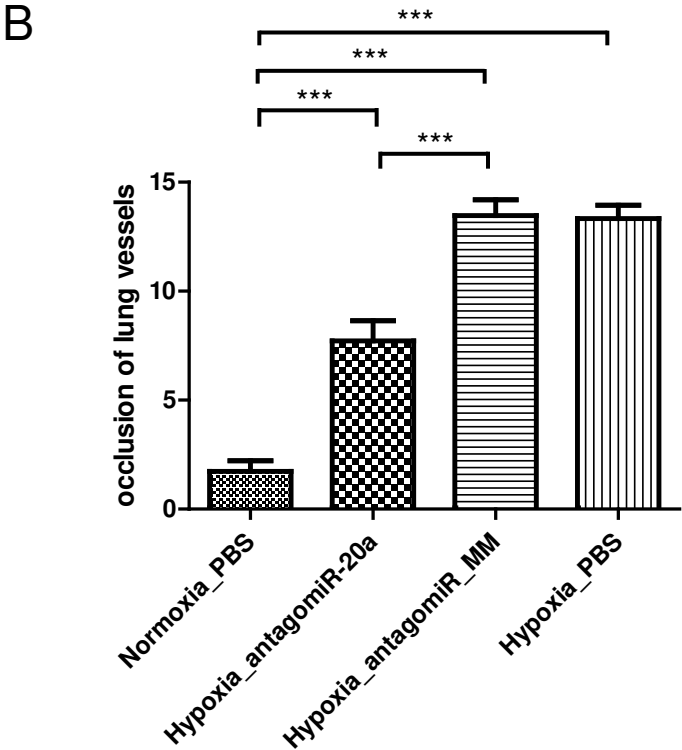 B
***
***
***
***
15
10
5
0
occlusion of lung vessels
Normoxia_PBS
Hypoxia_antagomiR-20a
Hypoxia_antagomiR_MM
Hypoxia_PBS